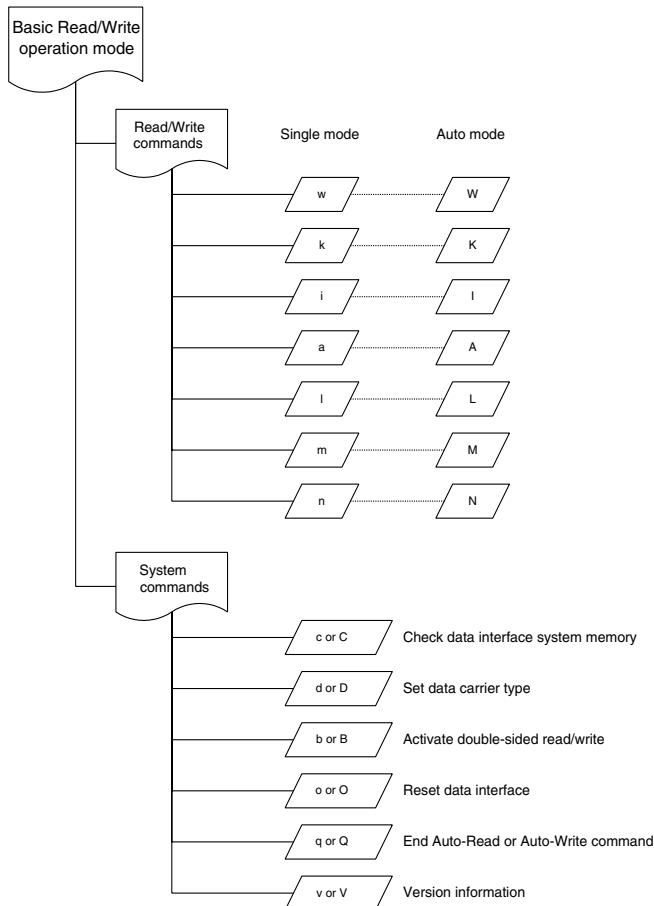 Basic Read/Write
operation mode
Read/Write
commands
Single mode
Auto mode
w
W
k
K
i
I
a
A
l
L
m
M
n
N
System
commands
c or C
Check data interface system memory
d or D
Set data carrier type
b or B
Activate double-sided read/write
o or O
Reset data interface
q or Q
End Auto-Read or Auto-Write command
v or V
Version information